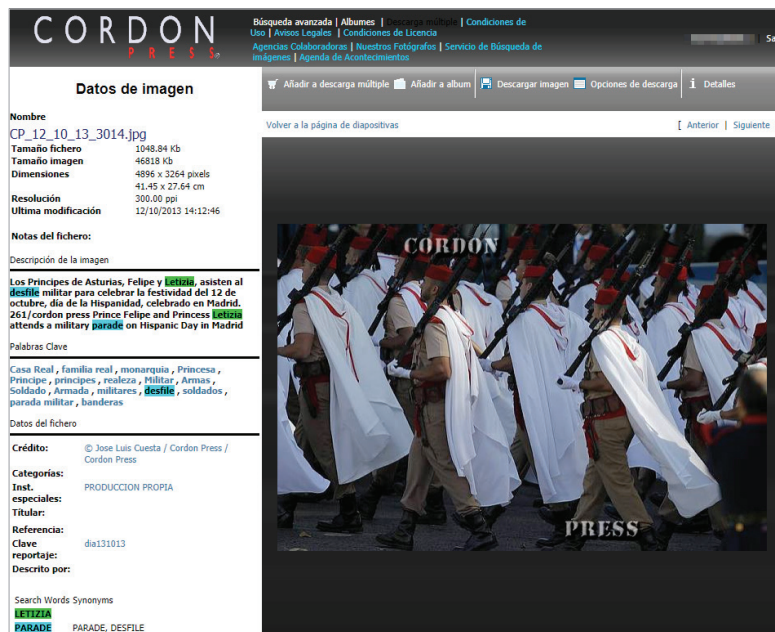 CORDON
PRESS
Búsqueda avanzada | Albumes | Descarga múltiple | Condiciones de
Uso | Avisos Legales | Condiciones de Licencia
Agencias Colaboradoras | Nuestros Fotógrafos | Servicio de Búsqueda de
imágenes | Agenda de Acontecimientos
Sa
Datos de imagen
Añadir a descarga múltiple Añadir a album | Descargar imagen Opciones de descarga | Detalles
Volver a la página de diapositivas
[ Anterior | Siguiente
Nombre
CP_12_10_13_3014.jpg
Tamaño fichero 1048.84 Kb
Tamaño imagen 46818 Kb
Dimensiones 4896 x 3264 pixels
41.45 x 27.64 cm
Resolución 300.00 ppi
Ultima modificación 12/10/2013 14:12:46
Notas del fichero:
Descripción de la imagen
Los Principes de Asturias, Felipe y Letizia, asisten al
desfile militar para celebrar la festividad del 12 de
octubre, día de la Hispanidad, celebrado en Madrid.
261/cordon press Prince Felipe and Princess Letizia
attends a military parade on Hispanic Day in Madrid
Palabras Clave
Casa Real , familia real , monarquia , Princesa ,
Principe , principes , realeza , Militar , Armas ,
Soldado , Armada , militares , desfile , soldados ,
parada militar , banderas
Datos del fichero
Crédito: © Jose Luis Cuesta / Cordon Press /
Cordon Press
Categorías:
Inst.
especiales: PRODUCCION PROPIA
Títular:
Referencia:
Clave
reportaje: dia131013
Descrito por:
Search Words Synonyms
LETIZIA
PARADE PARADE, DESFILE
CORDON
PRESS